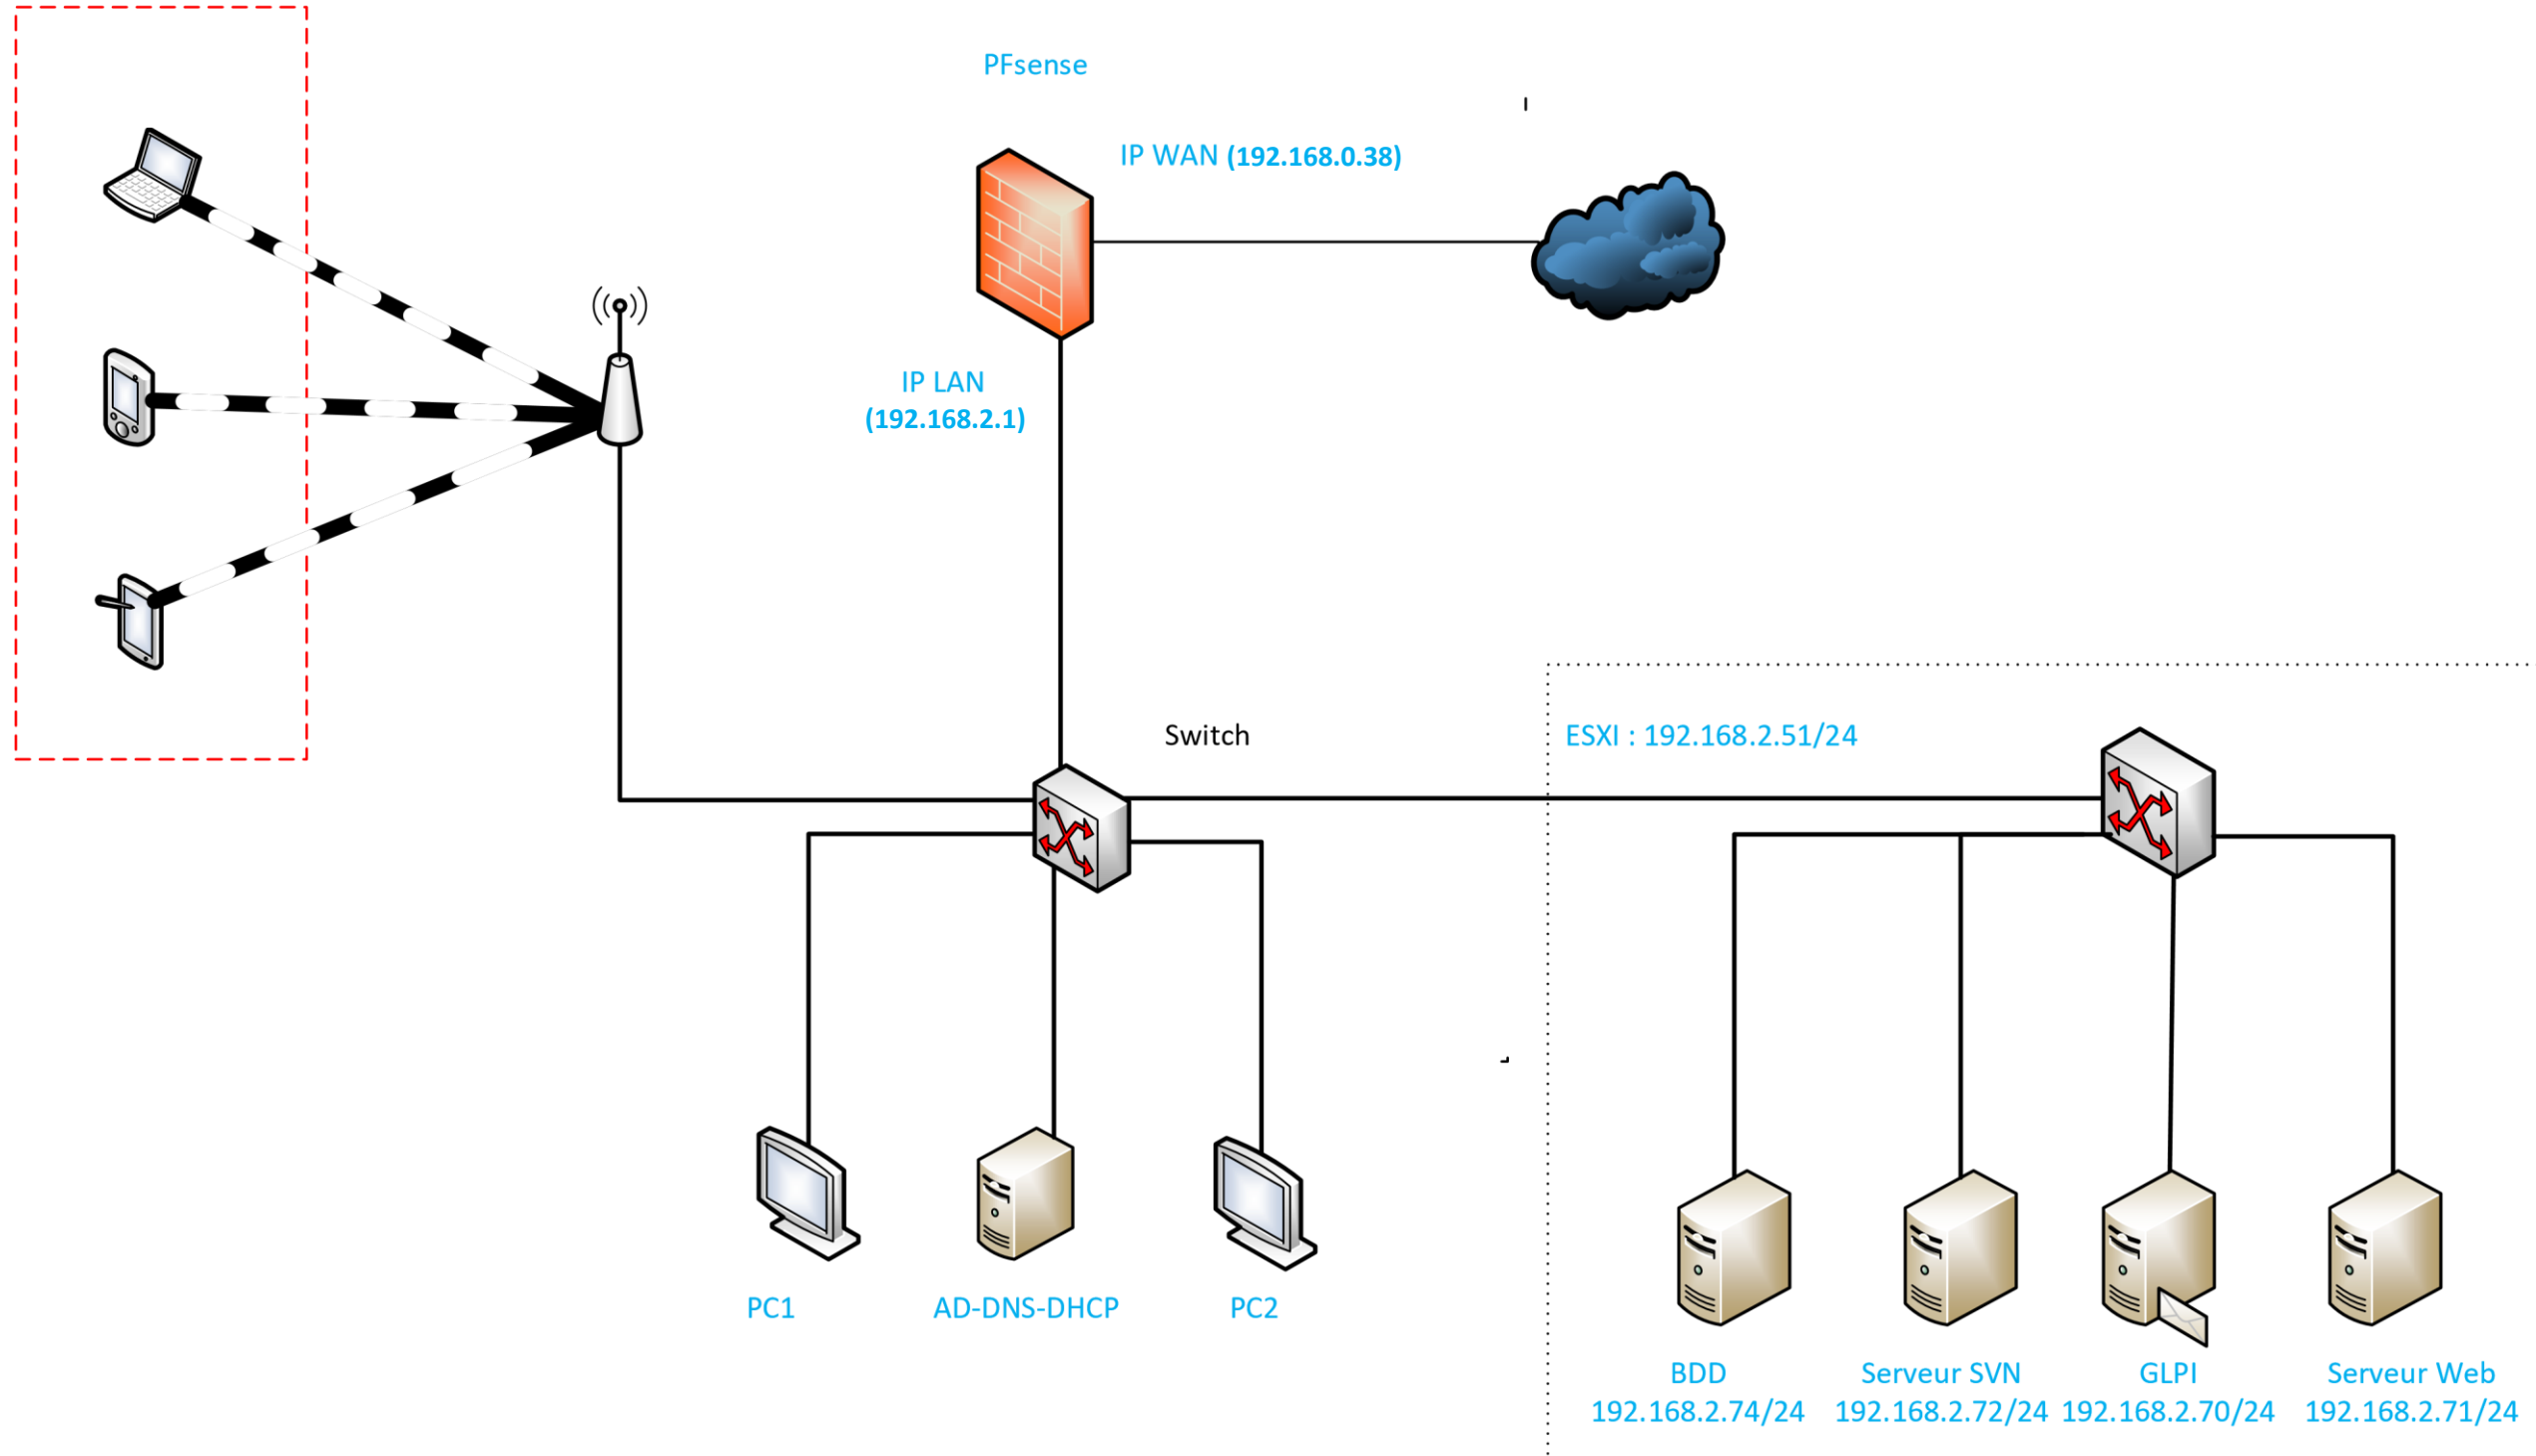 PFsense
IP WAN (192.168.0.38)
IP LAN
(192.168.2.1)
Switch
ESXI : 192.168.2.51/24
PC1
AD-DNS-DHCP
PC2
BDD
192.168.2.74/24
Serveur SVN
192.168.2.72/24
GLPI
192.168.2.70/24
Serveur Web
192.168.2.71/24